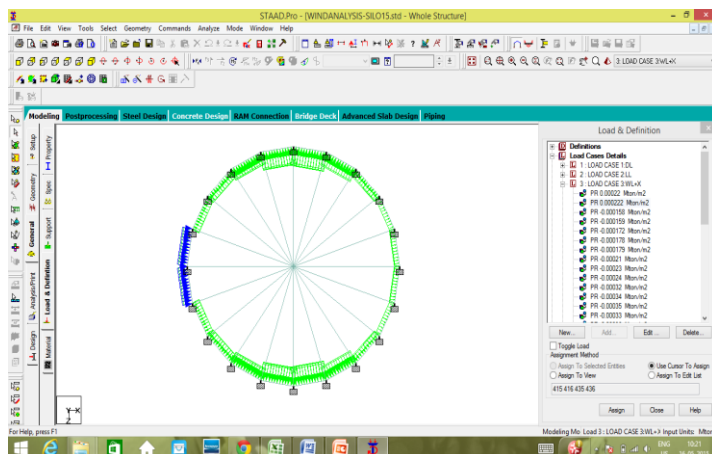 STAAD.Pro - [WINDANALYSIS-SILO15.std - Whole Structure]
File Edit View Tools Select Geometry Commands Analyze Mode Window Help
3: LOAD CASE 3:WL+X
Modeling Postprocessing Steel Design Concrete Design RAM Connection Bridge Deck Advanced Slab Design Piping
Setup
Geometry
General
Analysis/Print
Design
Property
Spec
Support
Load & Definition
Material
Load & Definition
Definitions
Load Cases Details
1 : LOAD CASE 1:DL
2 : LOAD CASE 2:LL
3 : LOAD CASE 3:WL+X
PR 0.00022 Mton/m2
PR 0.000222 Mton/m2
PR -0.000158 Mton/m2
PR -0.000159 Mton/m2
PR -0.000172 Mton/m2
PR -0.000178 Mton/m2
PR -0.000179 Mton/m2
PR -0.00021 Mton/m2
PR -0.00023 Mton/m2
PR -0.00024 Mton/m2
PR -0.00032 Mton/m2
PR -0.00034 Mton/m2
PR -0.00035 Mton/m2
PR -0.00033 Mton/m2
New... Add... Edit ... Delete...
Toggle Load
Assignment Method
Assign To Selected Entities Use Cursor To Assign
Assign To View Assign To Edit List
415 416 435 436
Assign Close Help
Y X
Z
For Help, press F1
Modeling Mo Load 3 : LOAD CASE 3:WL+> Input Units: Mton
ENG 10:21